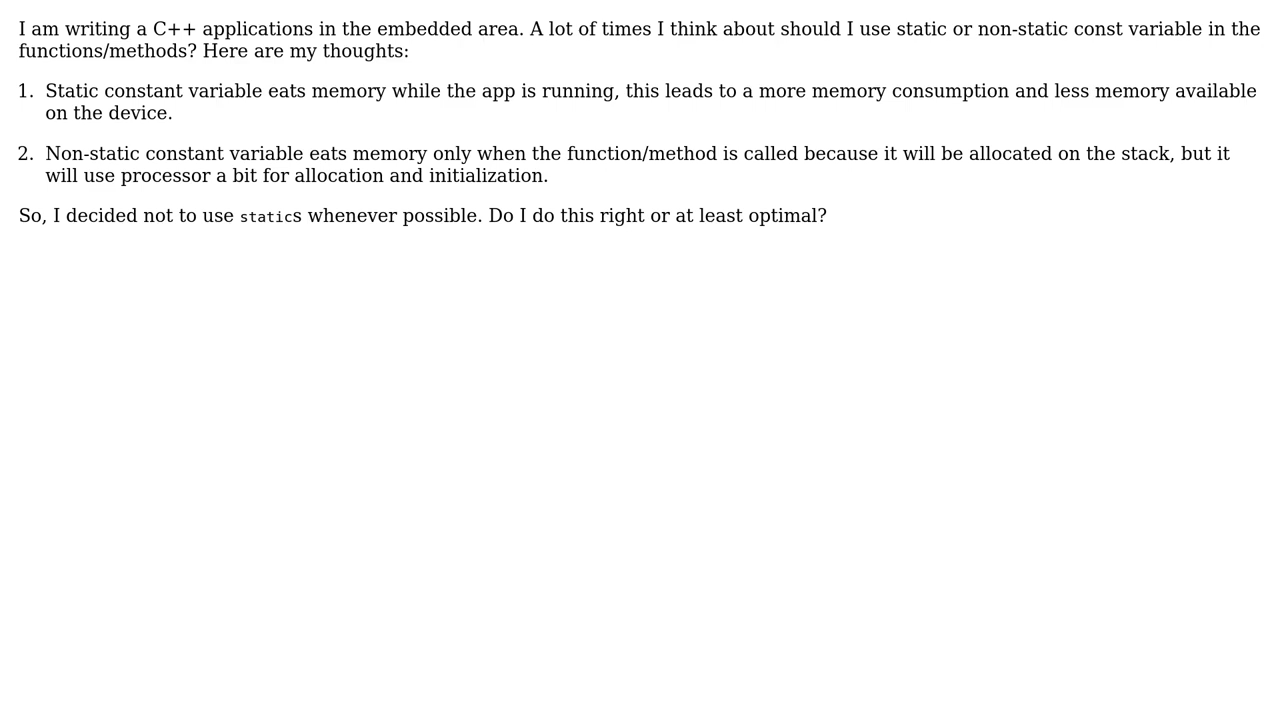 I am writing a C++ applications in the embedded area. A lot of times I think about should I use static or non-static const variable in the
functions/methods? Here are my thoughts:
1. Static constant variable eats memory while the app is running, this leads to a more memory consumption and less memory available
on the device.
2. Non-static constant variable eats memory only when the function/method is called because it will be allocated on the stack, but it
will use processor a bit for allocation and initialization.
So, I decided not to use statics whenever possible. Do I do this right or at least optimal?